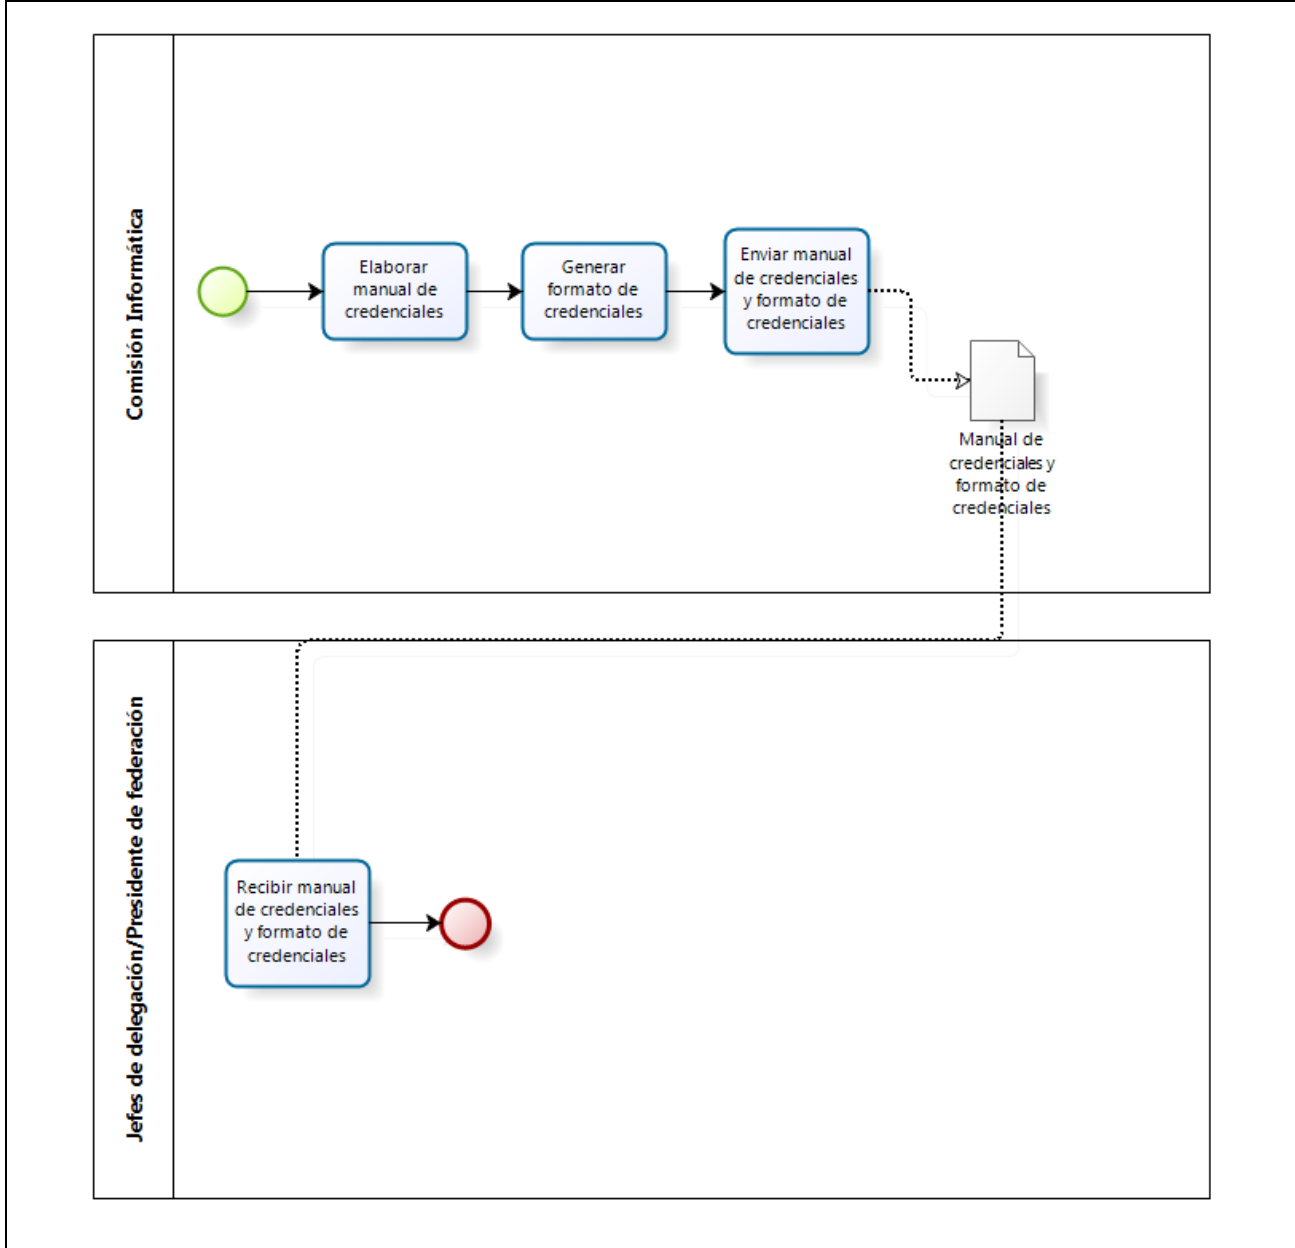 Comisión Informática
Elaborar
manual de
credenciales
Generar
formato de
credenciales
Enviar manual
de credenciales
y formato de
credenciales
Manual de
credenciales y
formato de
credenciales
Jefes de delegación/Presidente de federación
Recibir manual
de credenciales
y formato de
credenciales